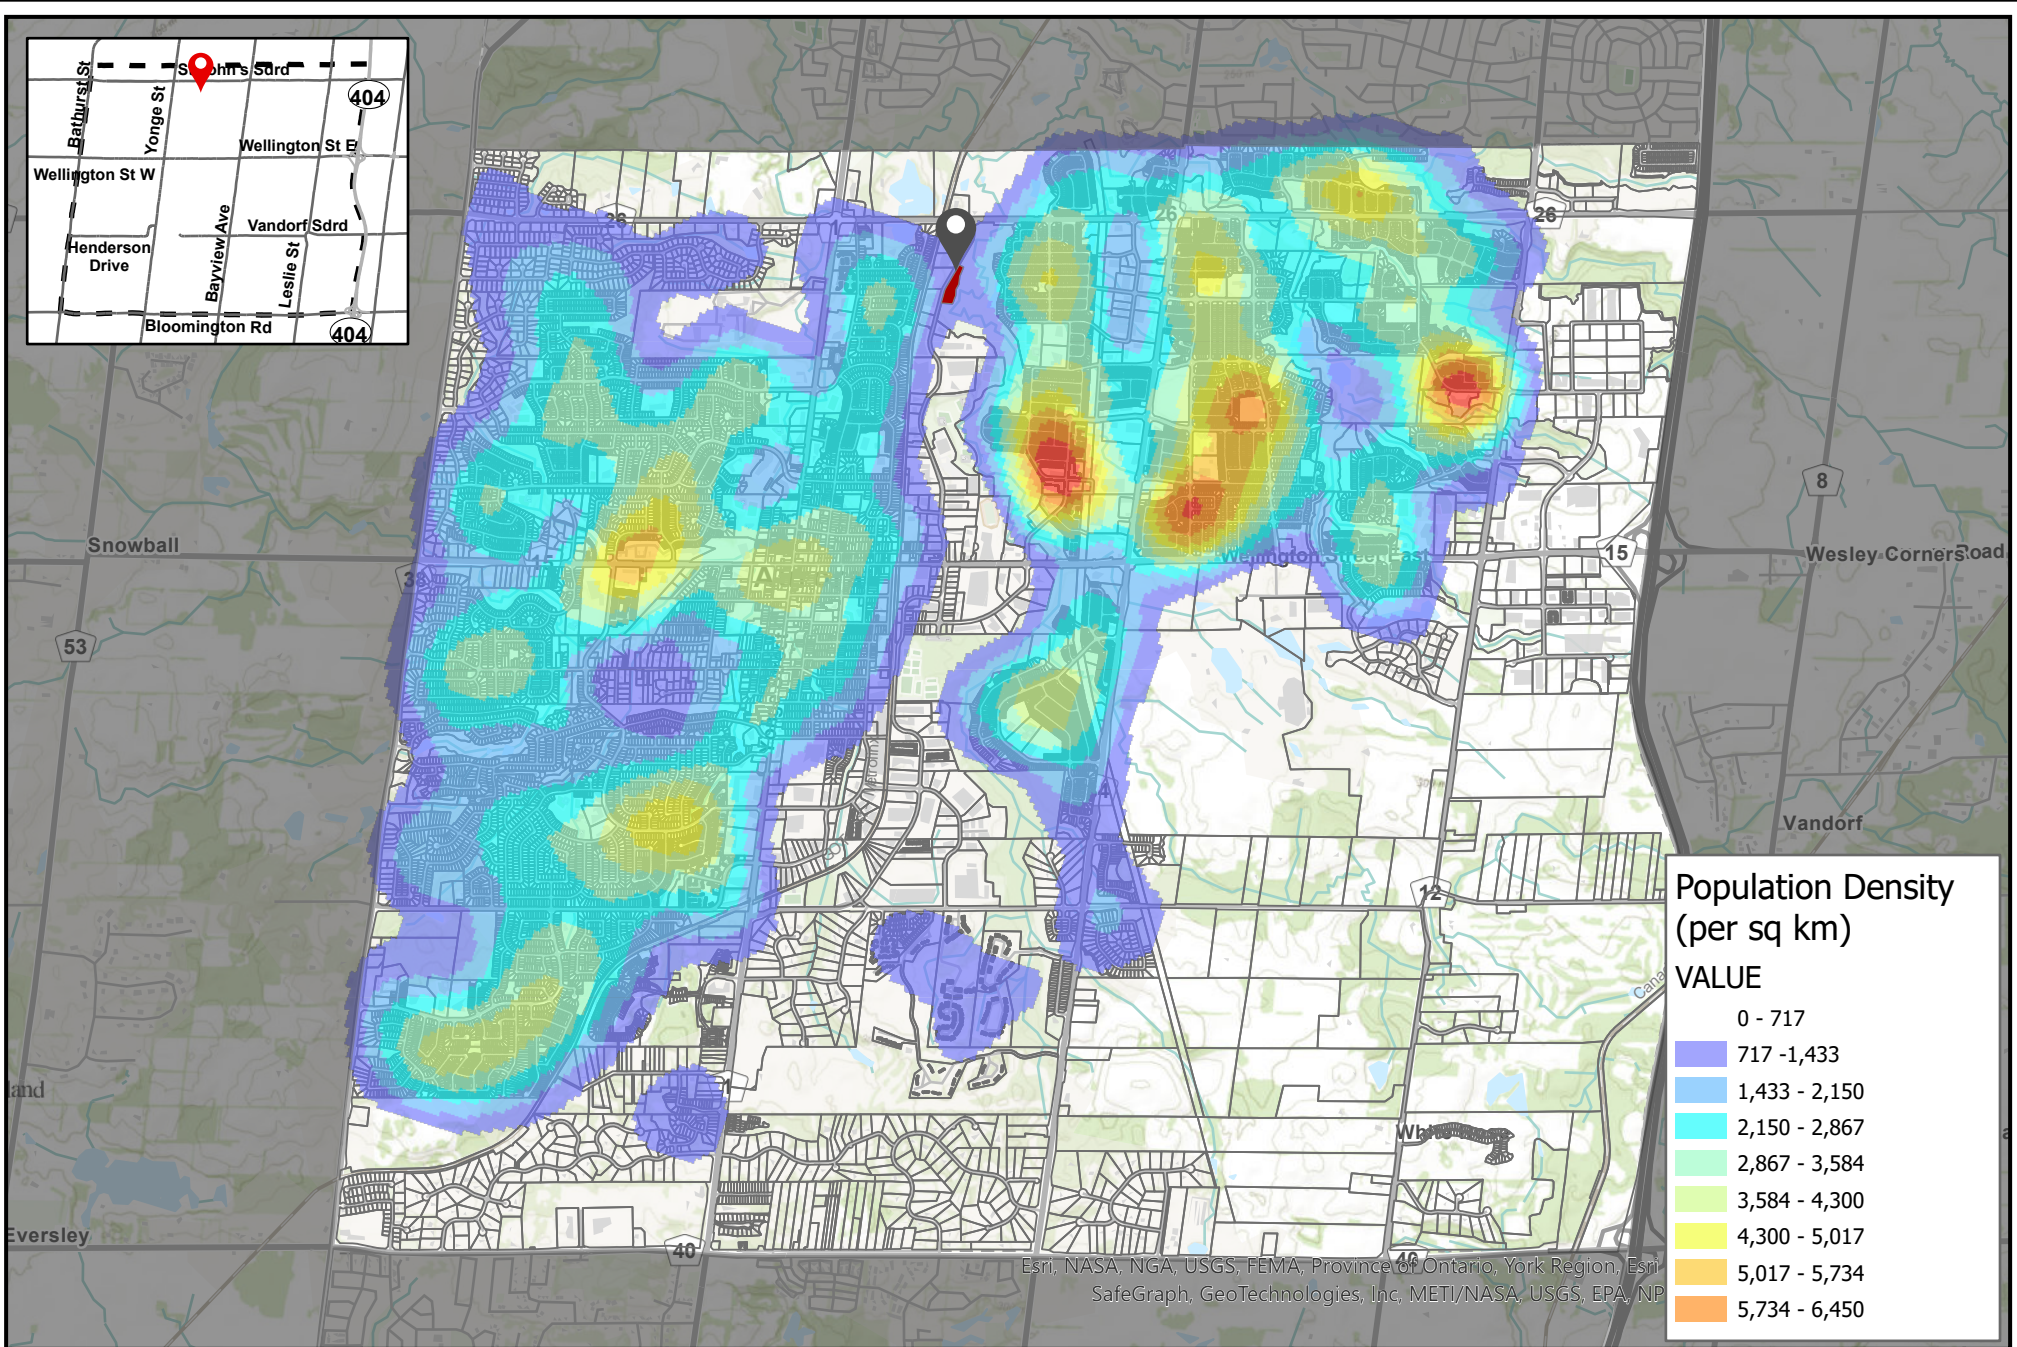 St John's Sdrd
Bathurst St
Yonge St
404
Wellington St E
Wellington St W
Bayview Ave
Vandorf Sdrd
Henderson
Drive
Leslie St
Bloomington Rd
404
26
26
26
Snowball
15
15
Wesley Corners Road
8
53
Vandorf
12
land
Eversley
40
40
Esri, NASA, NGA, USGS, FEMA, Province of Ontario, York Region, Esri
SafeGraph, GeoTechnologies, Inc, METI/NASA, USGS, EPA, NP
Population Density
(per sq km)
VALUE
0 - 717
717 -1,433
1,433 - 2,150
2,150 - 2,867
2,867 - 3,584
3,584 - 4,300
4,300 - 5,017
5,017 - 5,734
5,734 - 6,450